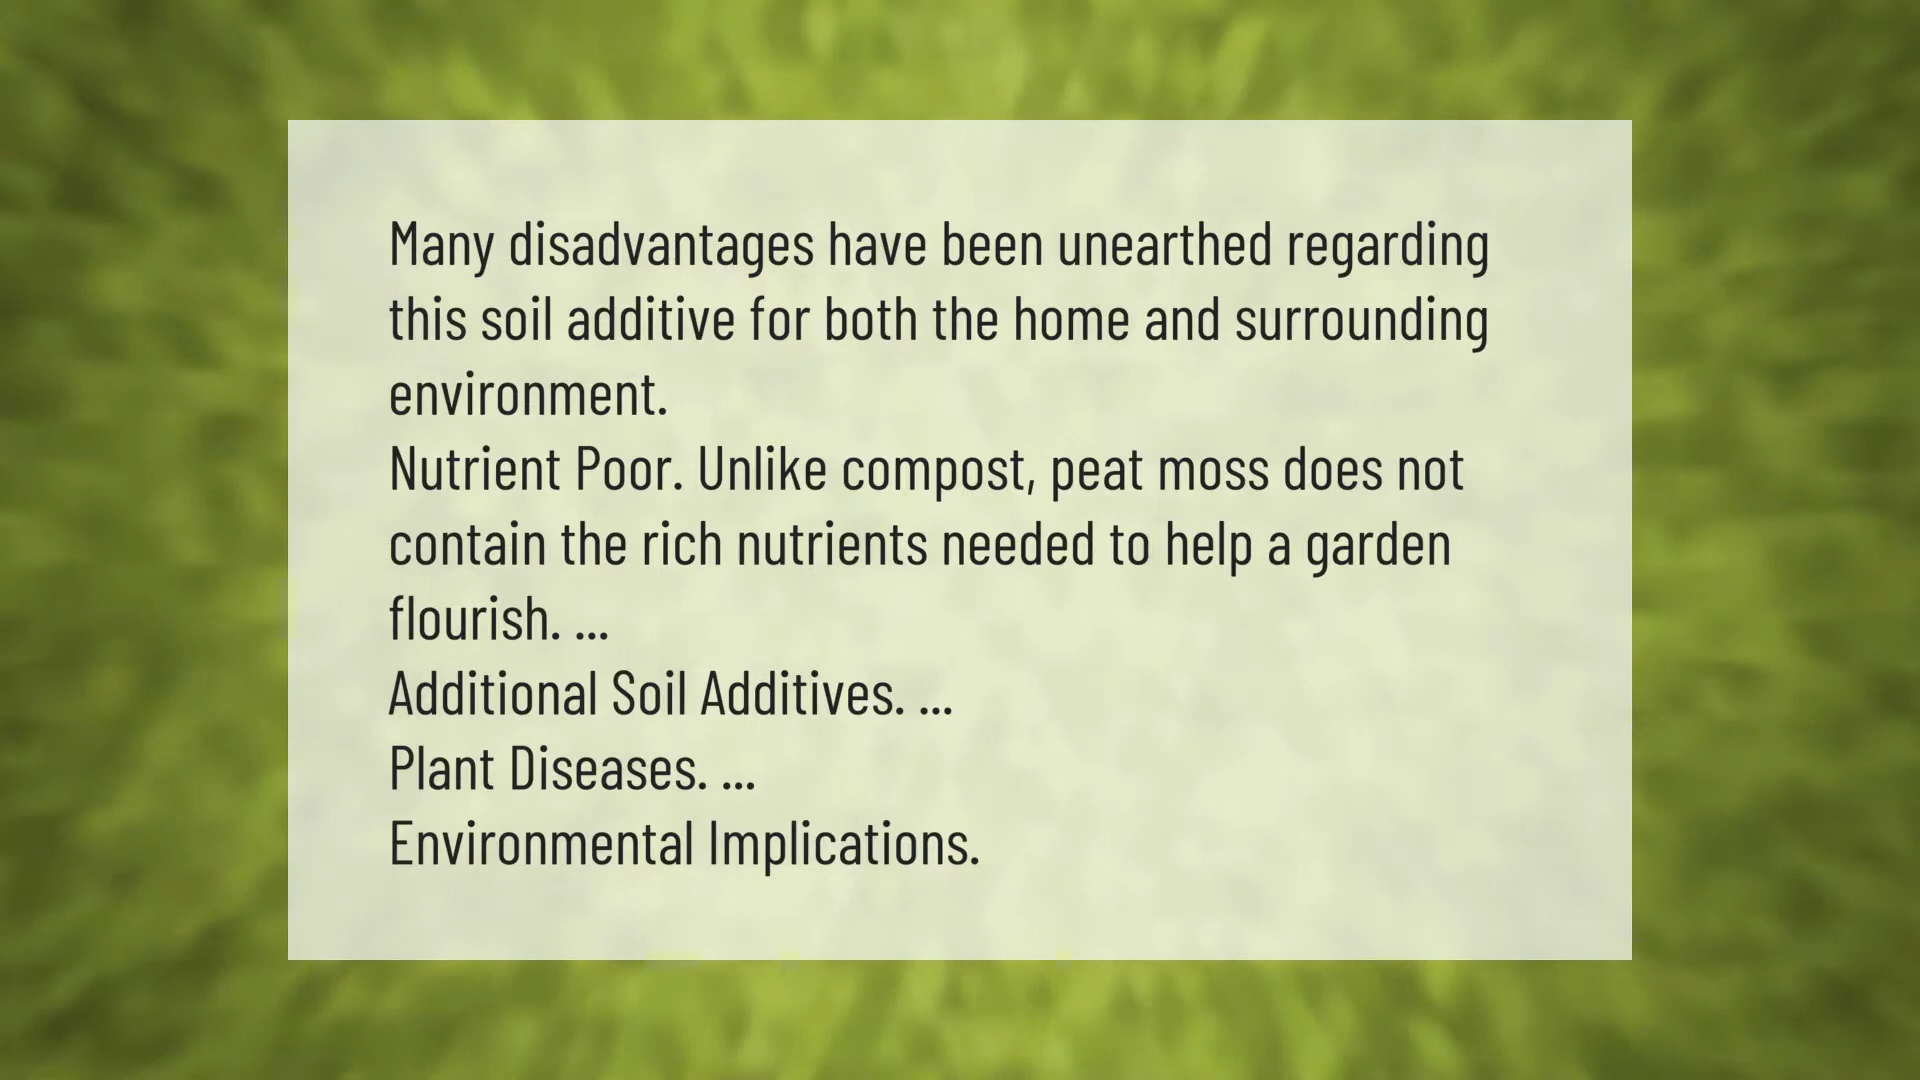 Many disadvantages have been unearthed regarding
this soil additive for both the home and surrounding
environment.
Nutrient Poor. Unlike compost, peat moss does not
contain the rich nutrients needed to help a garden
flourish. ...
Additional Soil Additives. ...
Plant Diseases. ...
Environmental Implications.